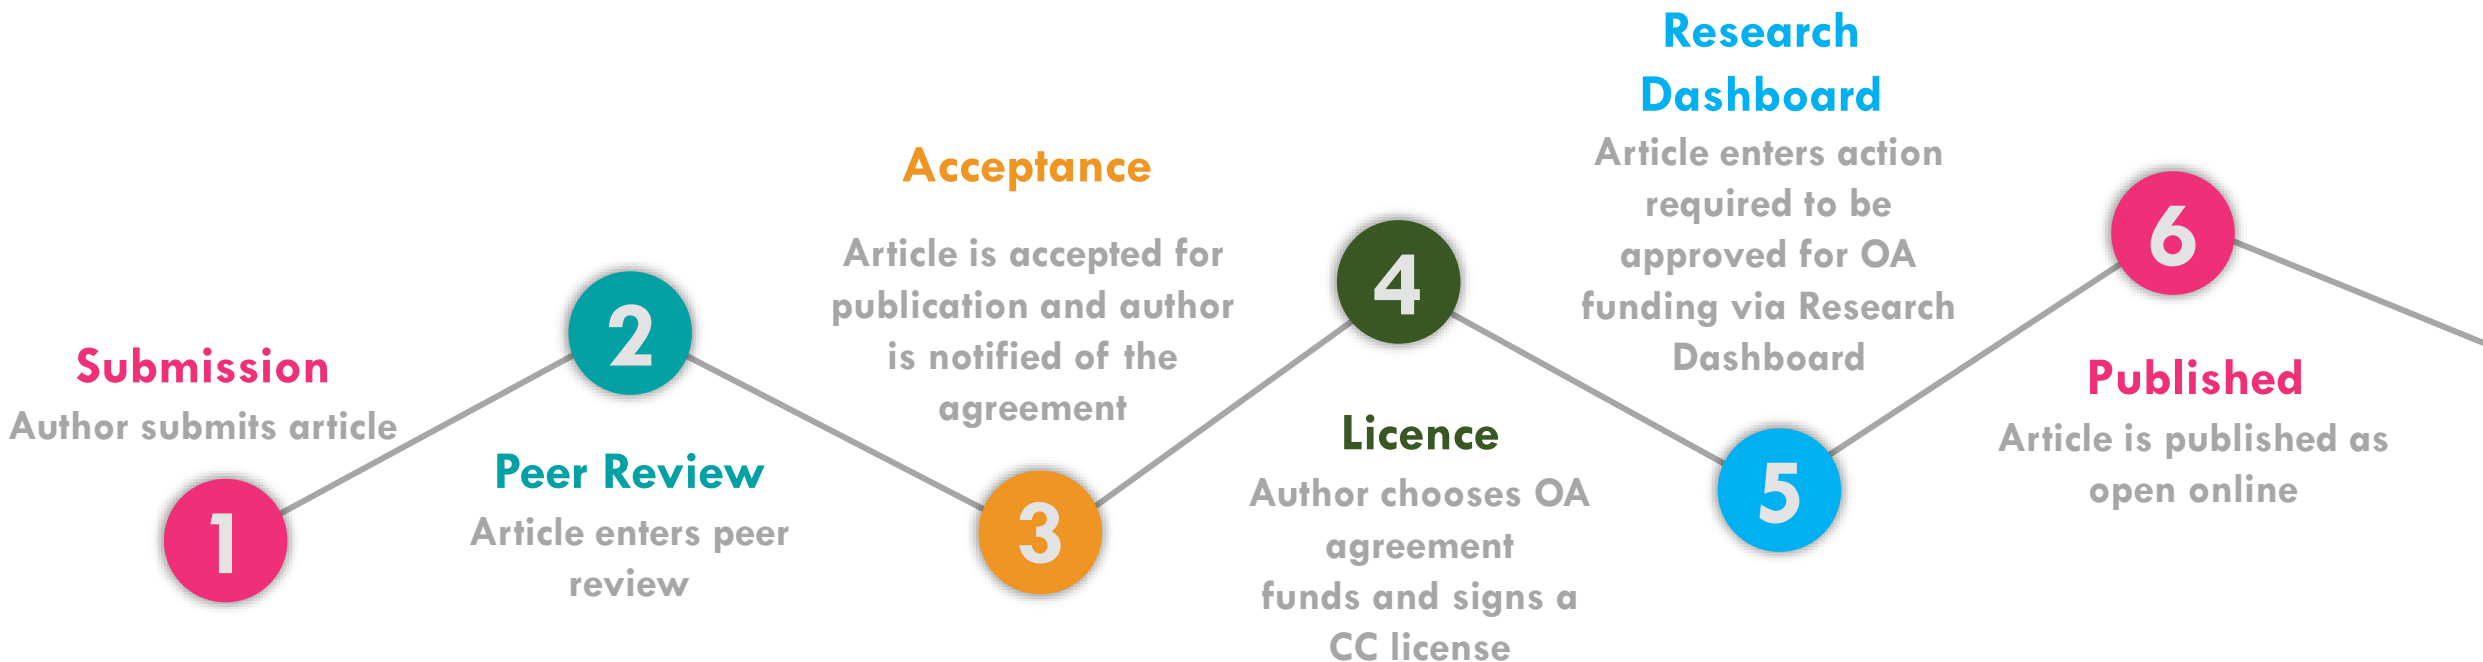 Submission
Author submits article
1
2
Peer Review
Article enters peer
review
Acceptance
Article is accepted for
publication and author
is notified of the
agreement
3
4
Licence
Author chooses OA
agreement
funds and signs a
CC license
Research
Dashboard
Article enters action
required to be
approved for OA
funding via Research
Dashboard
5
6
Published
Article is published as
open online